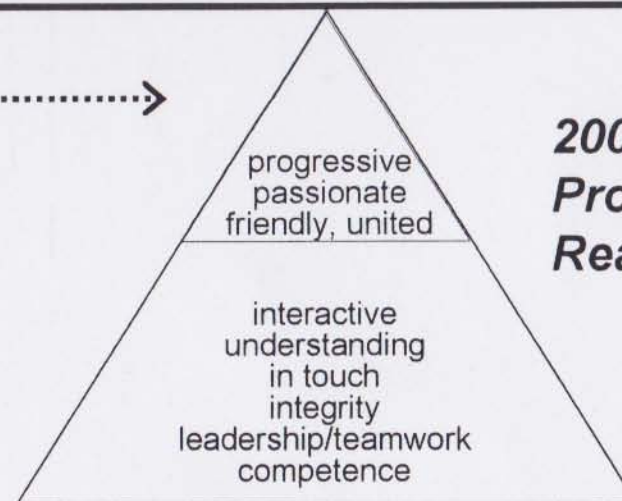 progressive
passionate
friendly, united
interactive
understanding
in touch
integrity
leadership/teamwork
competence